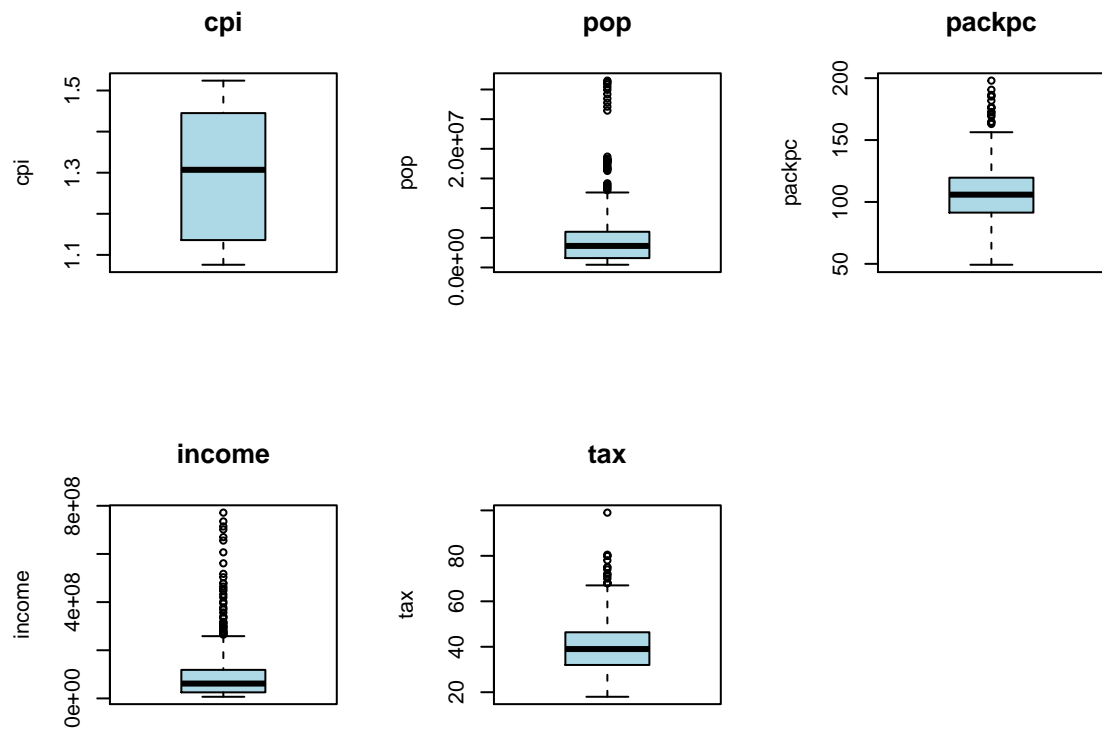 cpi
cpi
1.1
1.3
1.5
pop
pop
0.0e+00
2.0e+07
packpc
packpc
50
100
150
200
income
income
0e+00
4e+08
8e+08
tax
tax
20
40
60
80